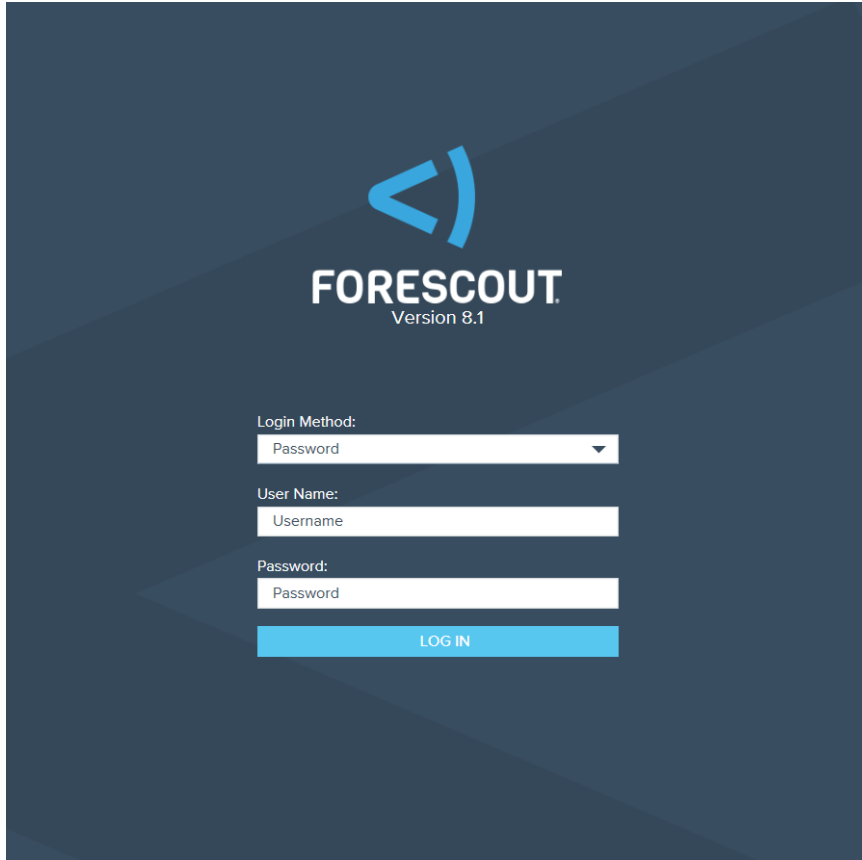 FORESCOUT.
Version 8.1
Login Method:
Password
User Name:
Username
Password:
Password
LOG IN